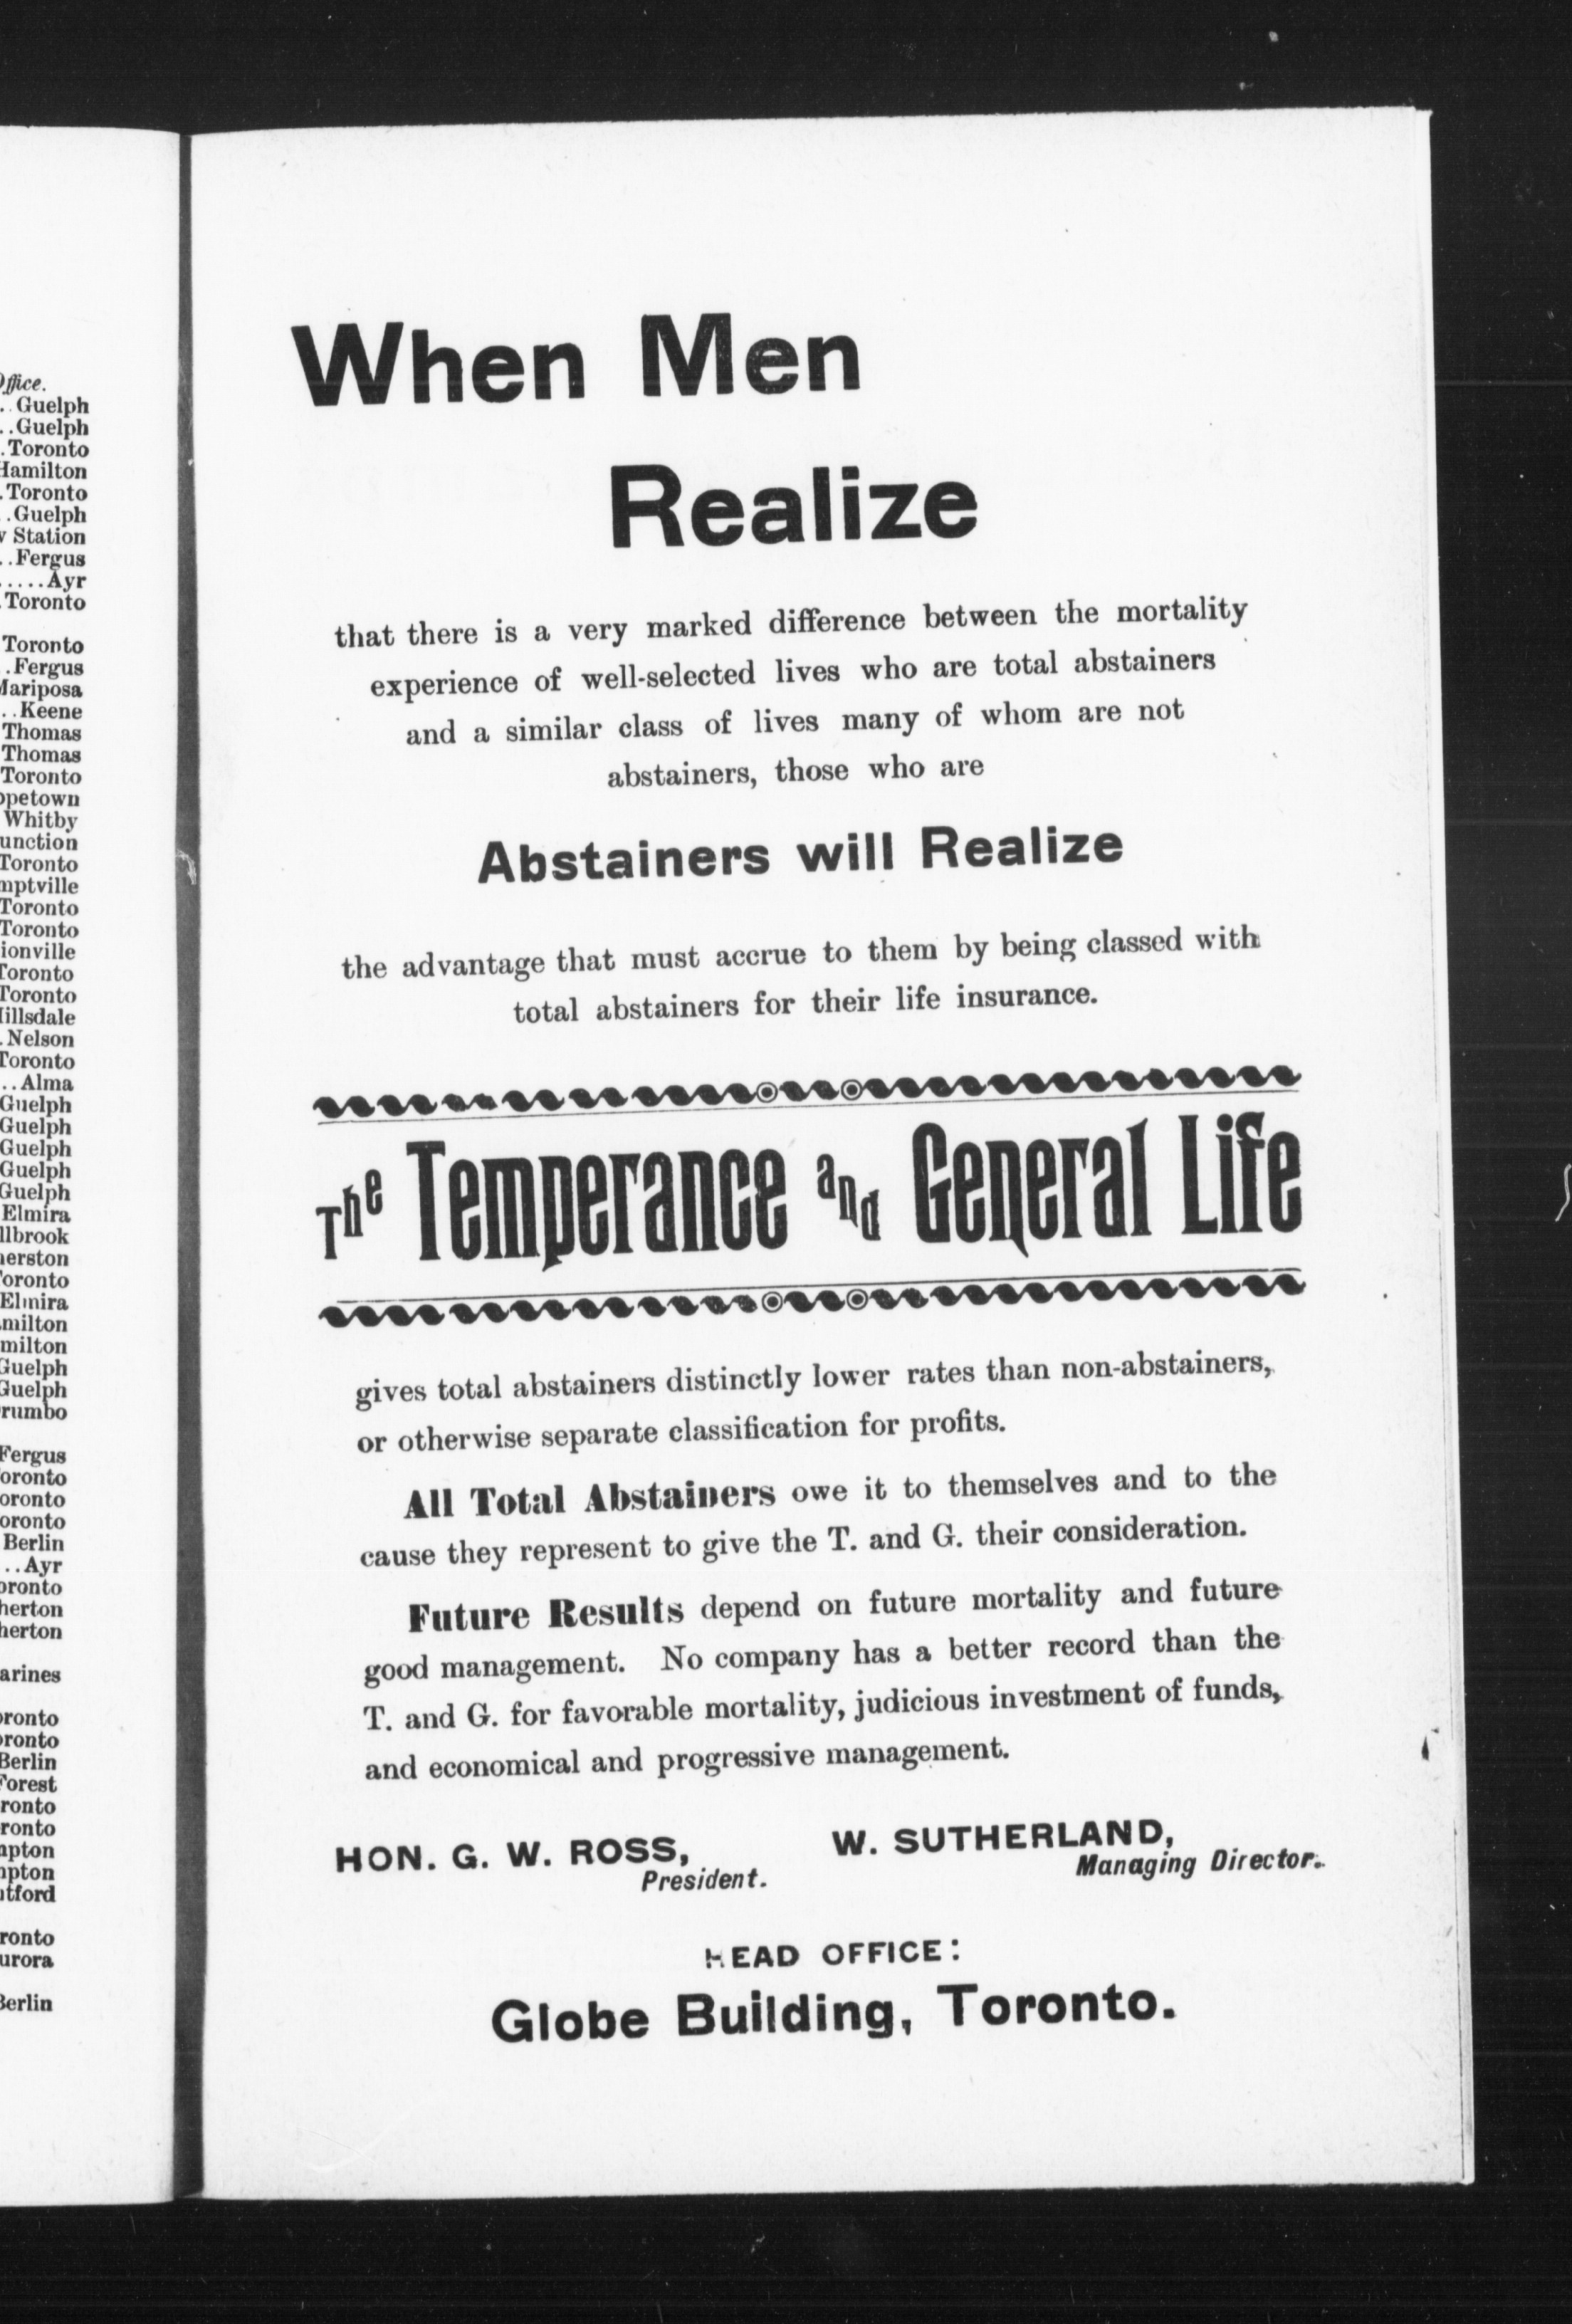 Office.
Guelph
Guelph
Toronto
Hamilton
Toronto
Guelph
Station
Fergus
Ayr
Toronto
Toronto
Fergus
Mariposa
Keene
Thomas
Thomas
Toronto
Whitby
Toronto
Toronto
Toronto
Toronto
Toronto
Hillsdale
Nelson
Toronto
Alma
Guelph
Guelph
Guelph
Guelph
Guelph
Elmira
Toronto
Elmira
Guelph
Guelph
Fergus
Toronto
Toronto
Toronto
Berlin
Ayr
Toronto
Toronto
Toronto
Berlin
Forest
Berlin
When Men
Realize
that there is a very marked difference between the mortality
experience of well-selected lives who are total abstainers
and a similar class of lives many of whom are not
abstainers, those who are
Abstainers will Realize
the advantage that must accrue to them by being classed with
total abstainers for their life insurance.
The Temperance and General Life
gives total abstainers distinctly lower rates than non-abstainers,
or otherwise separate classification for profits.
All Total Abstainers owe it to themselves and to the
cause they represent to give the T. and G. their consideration.
Future Results depend on future mortality and future
good management. No company has a better record than the
T. and G. for favorable mortality, judicious investment of funds,
and economical and progressive management.
HON. G. W. ROSS,
President.
W. SUTHERLAND,
Managing Director.
HEAD OFFICE:
Globe Building, Toronto.